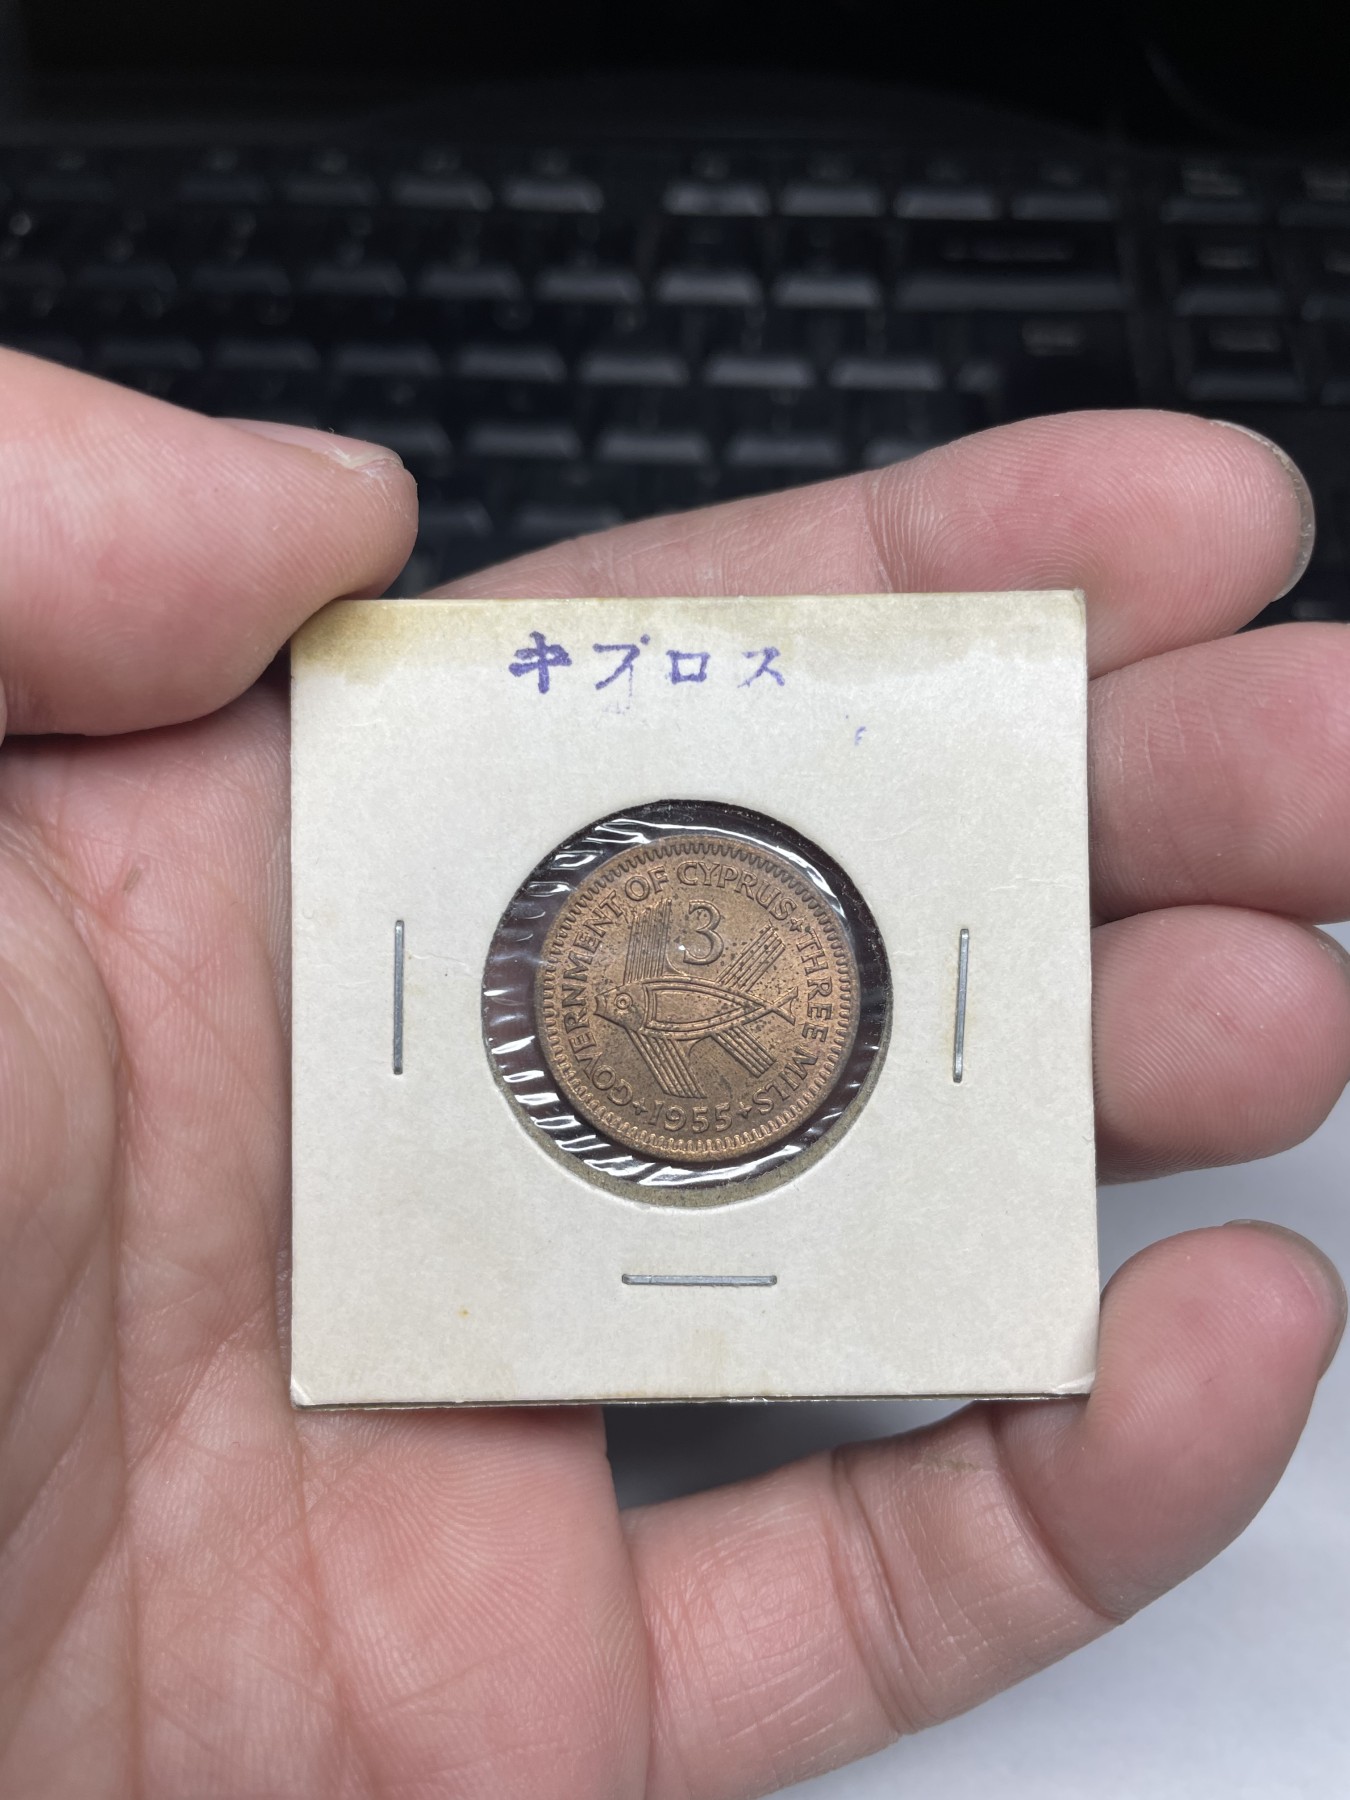 キプロス
GOVERNMENT OF CYPRUS THREE MILS
3
1955